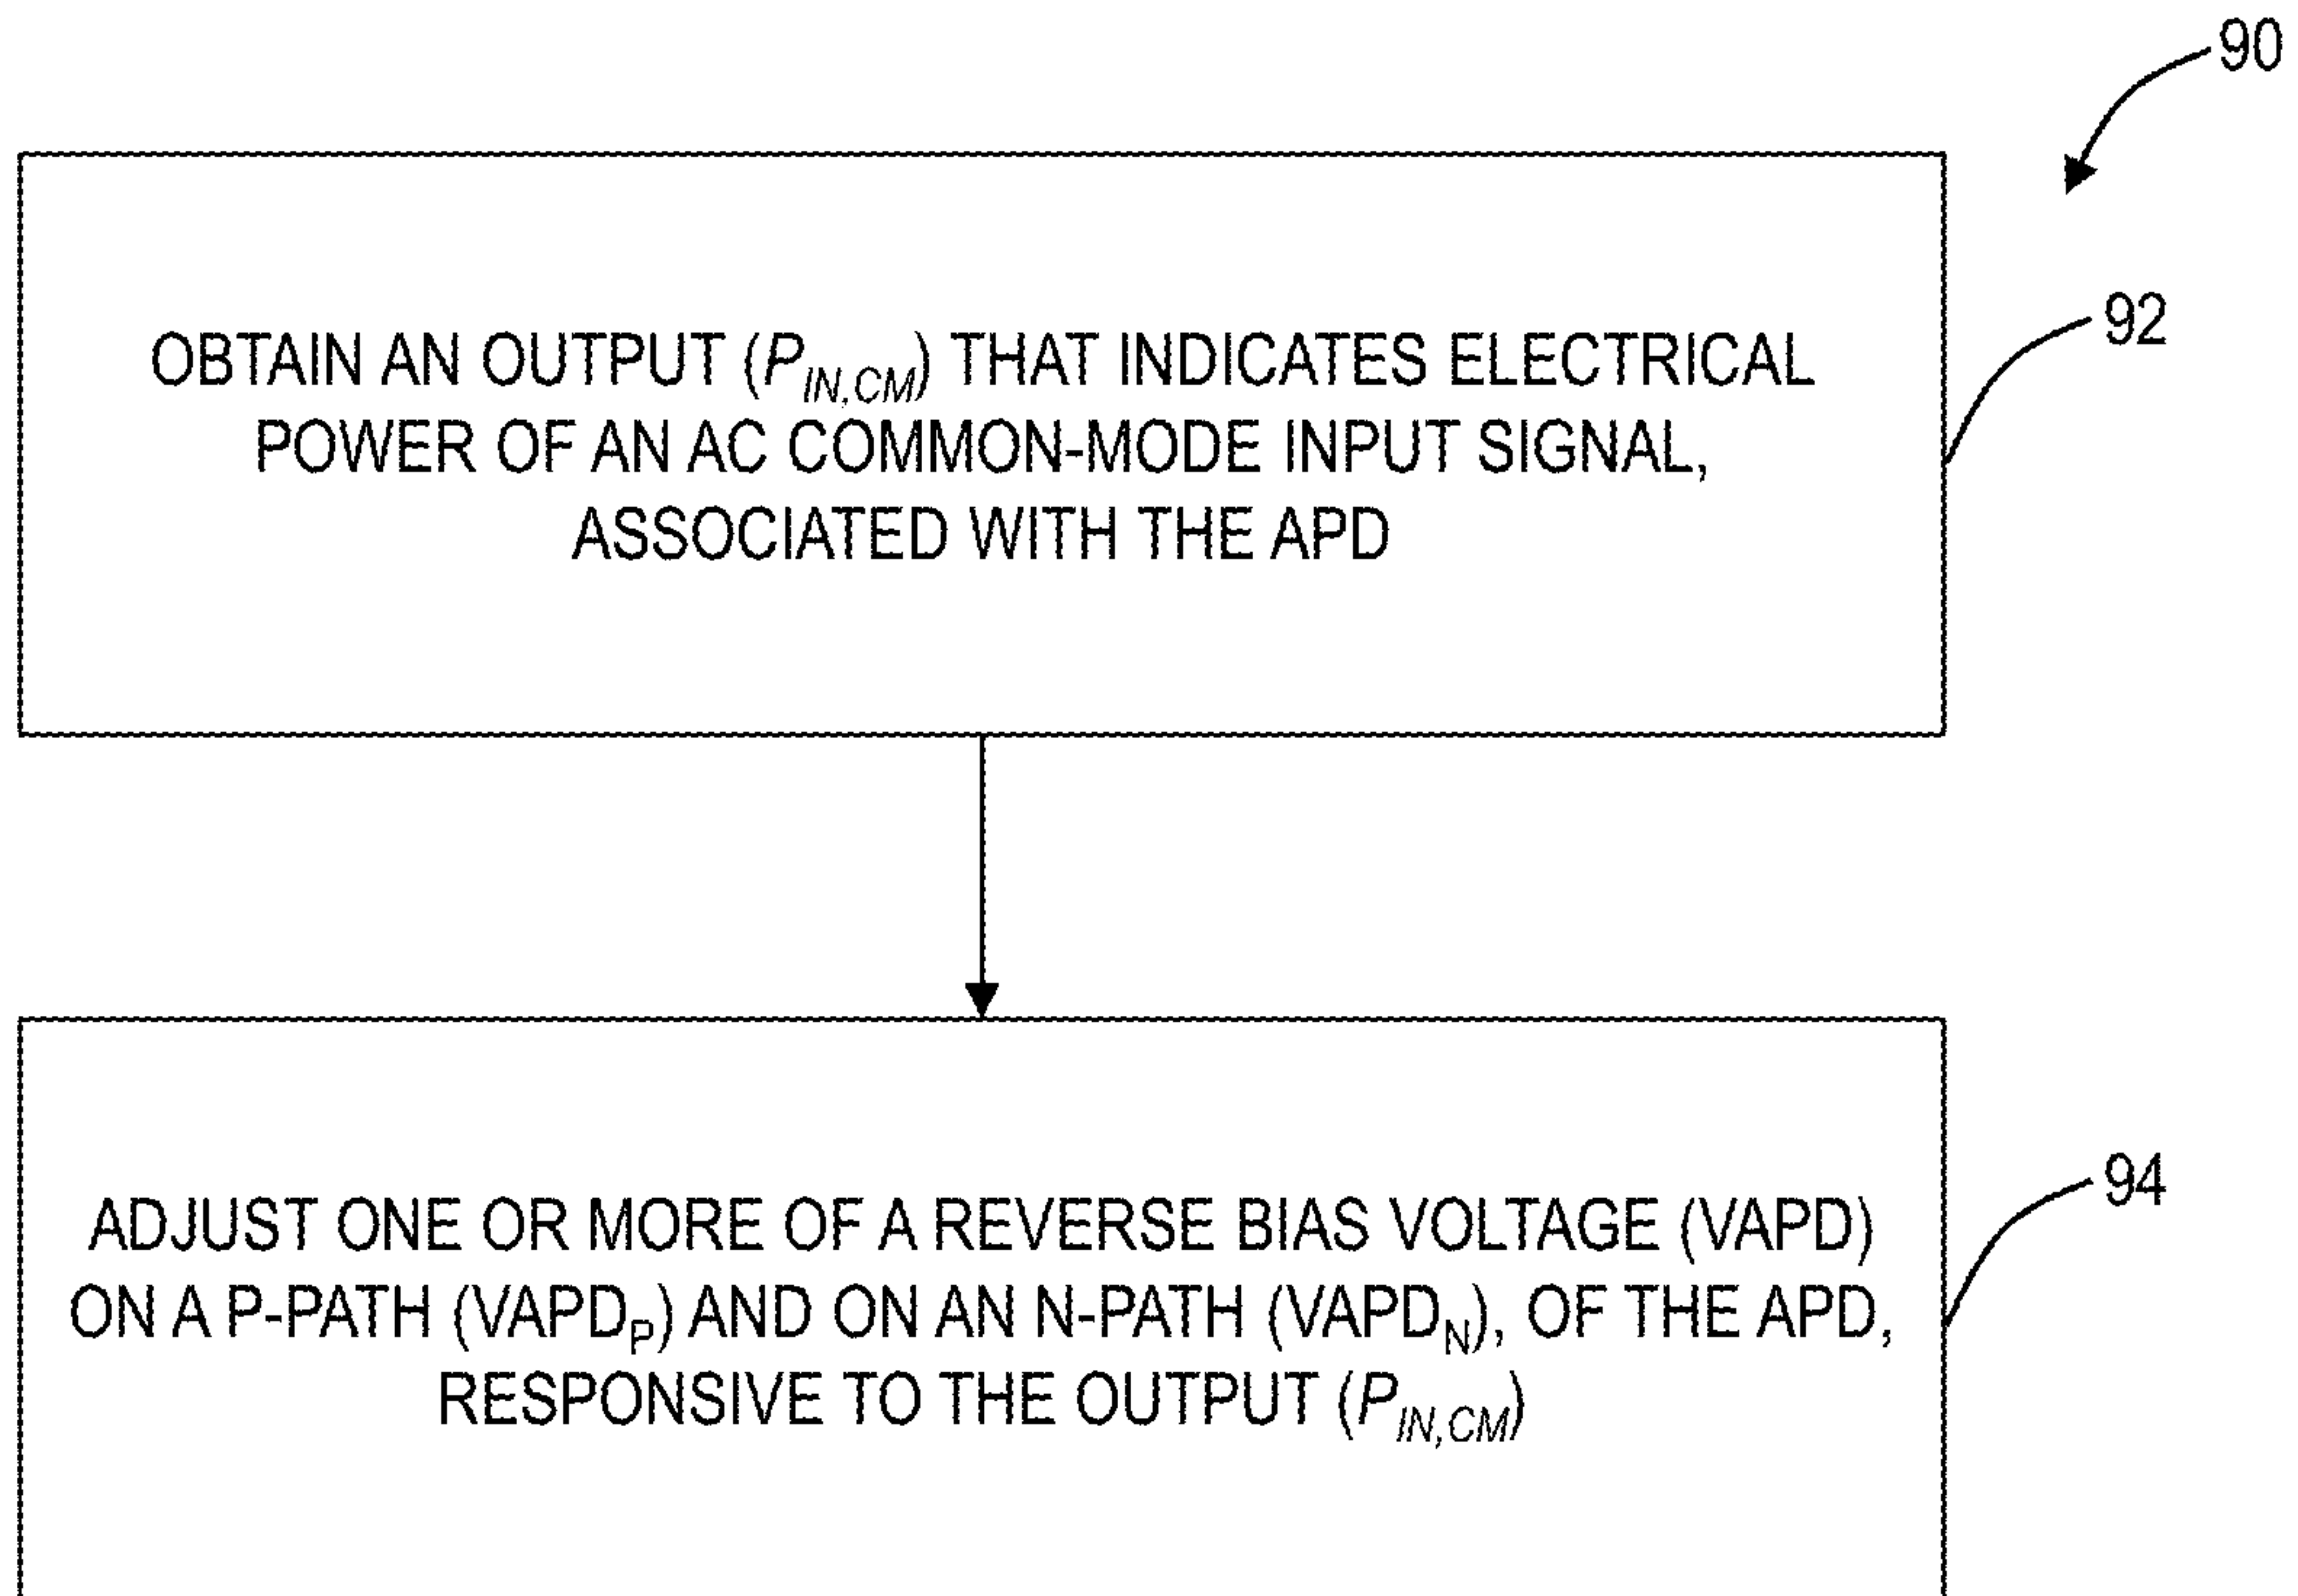 90
OBTAIN AN OUTPUT (P_IN,CM) THAT INDICATES ELECTRICAL
POWER OF AN AC COMMON-MODE INPUT SIGNAL,
ASSOCIATED WITH THE APD
92
ADJUST ONE OR MORE OF A REVERSE BIAS VOLTAGE (VAPD)
ON A P-PATH (VAPD_P) AND ON AN N-PATH (VAPD_N), OF THE APD,
RESPONSIVE TO THE OUTPUT (P_IN,CM)
94